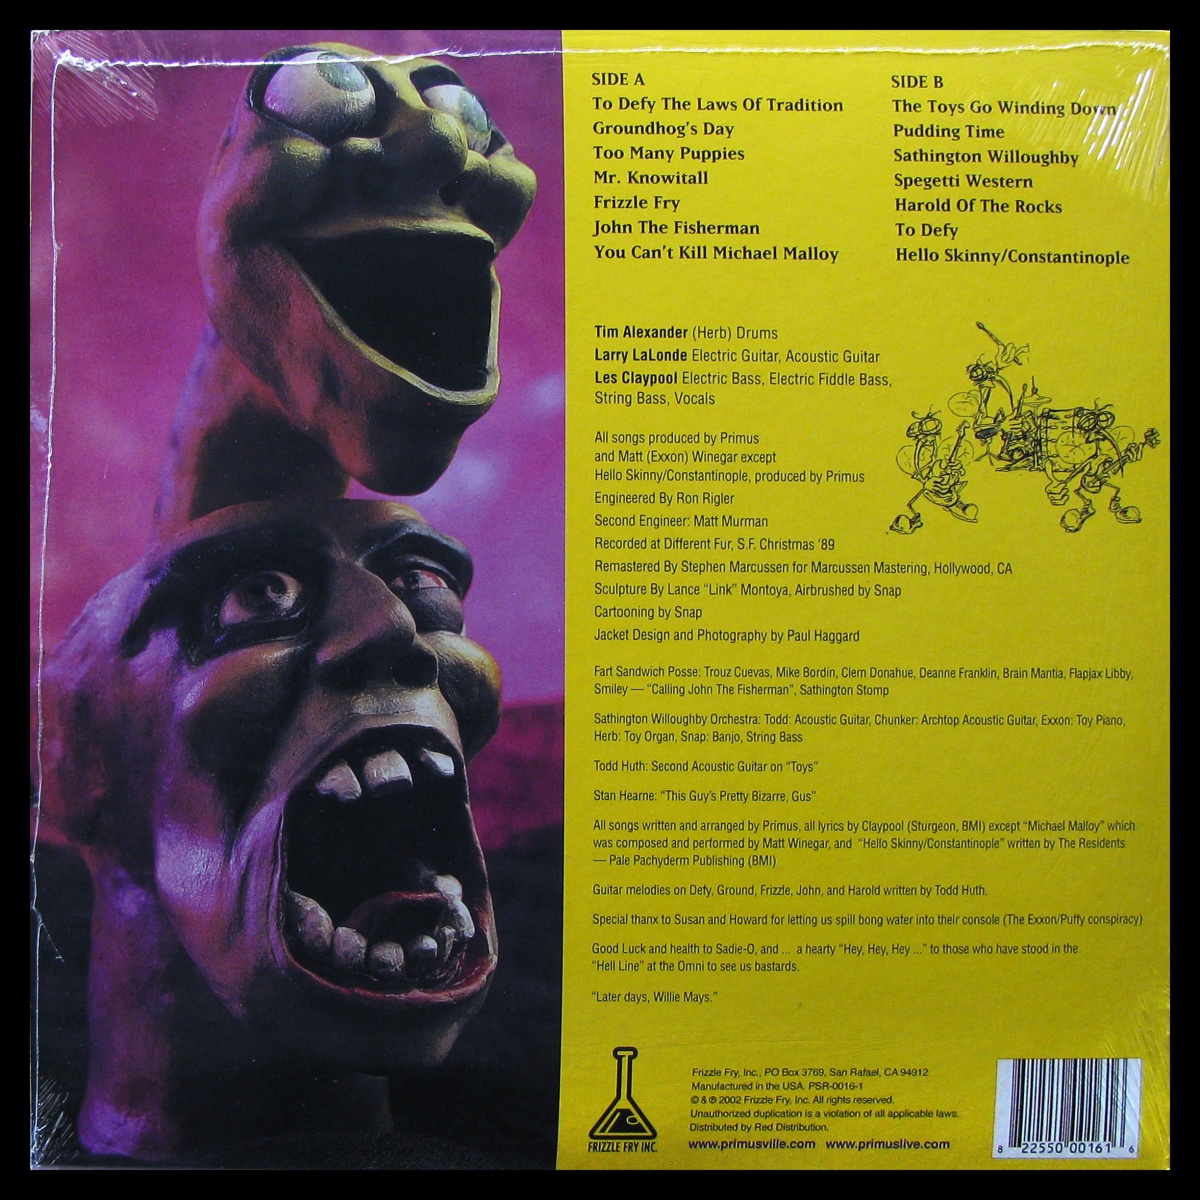 SIDE A
To Defy The Laws Of Tradition
Groundhog's Day
Too Many Puppies
Mr. Knowitall
Frizzle Fry
John The Fisherman
You Can't Kill Michael Malloy
SIDE B
The Toys Go Winding Down
Pudding Time
Sathington Willoughby
Spegetti Western
Harold Of The Rocks
To Defy
Hello Skinny/Constantinople
Tim Alexander (Herb) Drums
Larry LaLonde Electric Guitar, Acoustic Guitar
Les Claypool Electric Bass, Electric Fiddle Bass,
String Bass, Vocals
All songs produced by Primus
and Matt (Exxon) Winegar except
Hello Skinny/Constantinople, produced by Primus
Engineered By Ron Rigler
Second Engineer: Matt Murman
Recorded at Different Fur, S.F. Christmas '89
Remastered By Stephen Marcussen for Marcussen Mastering, Hollywood, CA
Sculpture By Lance "Link" Montoya, Airbrushed by Snap
Cartooning by Snap
Jacket Design and Photography by Paul Haggard
Fart Sandwich Posse: Trouz Cuevas, Mike Bordin, Clem Donahue, Deanne Franklin, Brain Mantia, Flapjax Libby,
Smiley — "Calling John The Fisherman", Sathington Stomp
Sathington Willoughby Orchestra: Todd: Acoustic Guitar, Chunker: Archtop Acoustic Guitar, Exxon: Toy Piano,
Herb: Toy Organ, Snap: Banjo, String Bass
Todd Huth: Second Acoustic Guitar on "Toys"
Stan Hearne: "This Guy's Pretty Bizarre, Gus"
All songs written and arranged by Primus, all lyrics by Claypool (Sturgeon, BMI) except "Michael Malloy" which
was composed and performed by Matt Winegar, and "Hello Skinny/Constantinople" written by The Residents
— Pale Pachyderm Publishing (BMI)
Guitar melodies on Defy, Ground, Frizzle, John, and Harold written by Todd Huth.
Special thanx to Susan and Howard for letting us spill bong water into their console (The Exxon/Puffy conspiracy)
Good Luck and health to Sadie-O, and ... a hearty "Hey, Hey, Hey ..." to those who have stood in the
"Hell Line" at the Omni to see us bastards.
"Later days, Willie Mays."
FRIZZLE FRY INC.
Frizzle Fry, Inc., PO Box 3769, San Rafael, CA 94912
Manufactured in the USA. PSR-0016-1
© & ℗ 2002 Frizzle Fry, Inc. All rights reserved.
Unauthorized duplication is a violation of all applicable laws.
Distributed by Red Distribution.
www.primusville.com www.primuslive.com
8 22550 00161 6